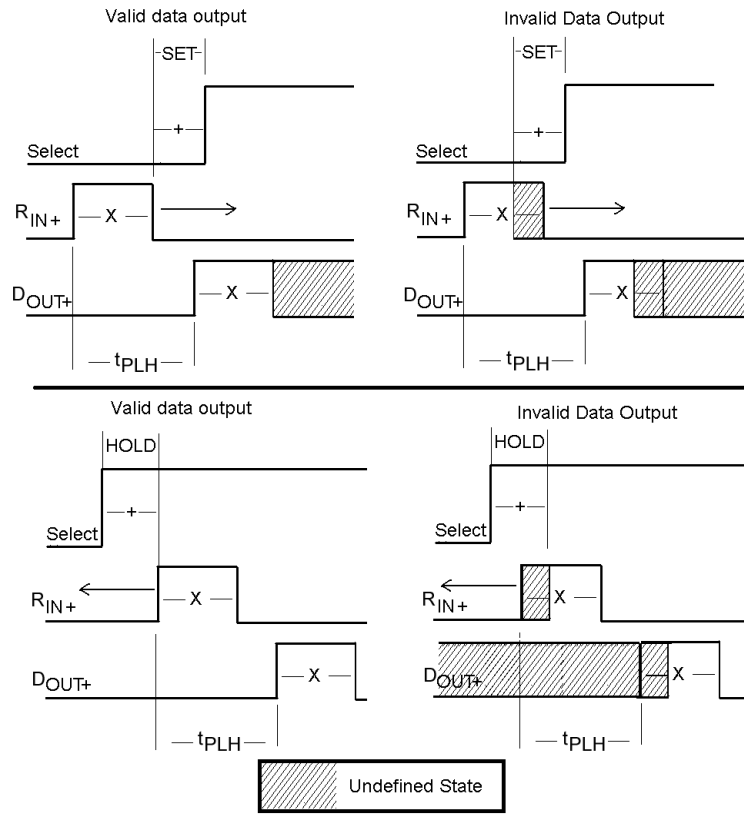 Valid data output
SET
+
Select
RIN+
X
DOUT+
X
tPLH
Invalid Data Output
SET
+
Select
RIN+
X
DOUT+
X
tPLH
Valid data output
HOLD
+
Select
RIN+
X
DOUT+
X
tPLH
Invalid Data Output
HOLD
+
Select
RIN+
X
DOUT+
X
tPLH
Undefined State